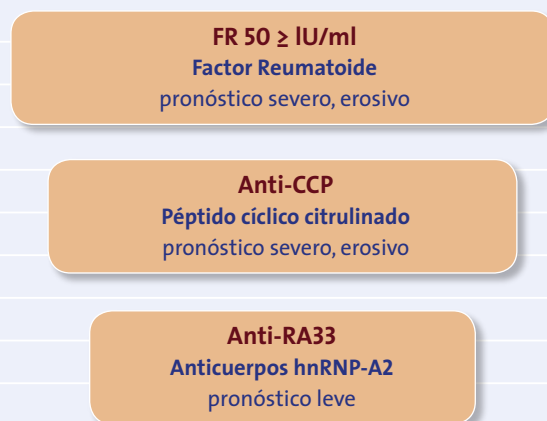 FR 50 ≥ lU/ml
Factor Reumatoide
pronóstico severo, erosivo
Anti-CCP
Péptido cíclico citrulinado
pronóstico severo, erosivo
Anti-RA33
Anticuerpos hnRNP-A2
pronóstico leve